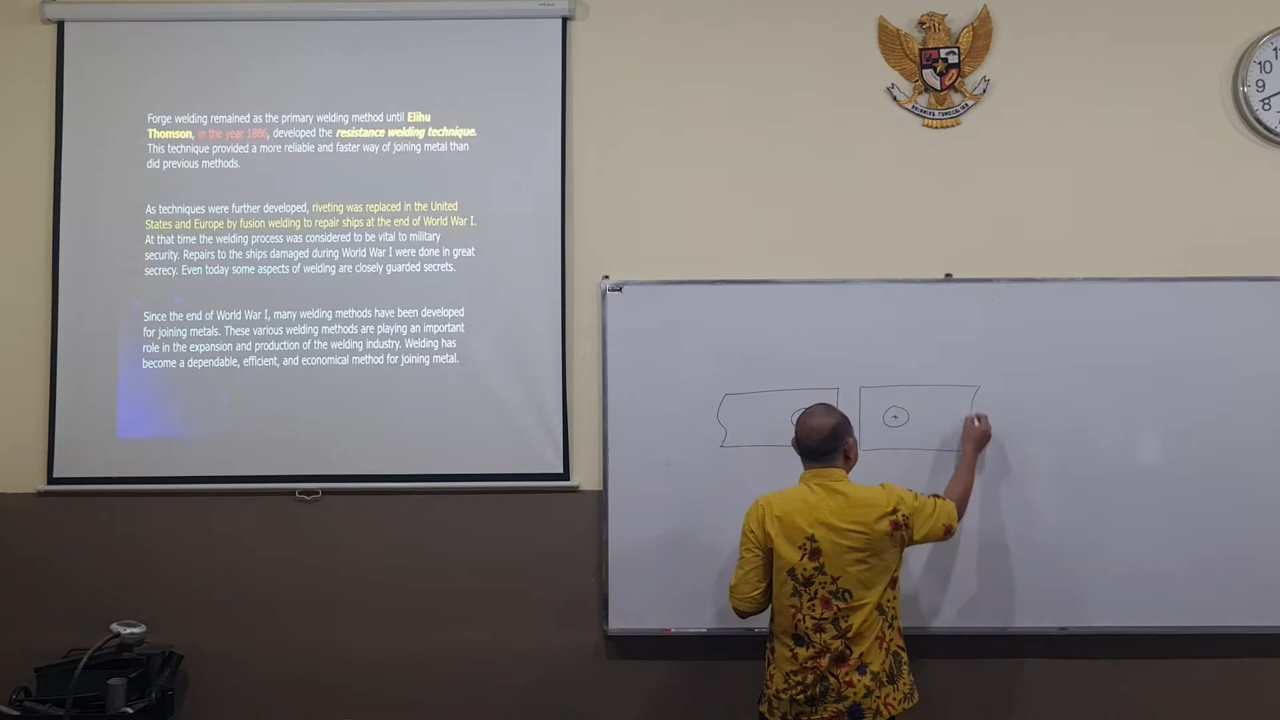 Forge welding remained as the primary welding method until Elihu
Thomson, in the year 1886, developed the resistance welding technique.
This technique provided a more reliable and faster way of joining metal than
did previous methods.
As techniques were further developed, riveting was replaced in the United
States and Europe by fusion welding to repair ships at the end of World War I.
At that time the welding process was considered to be vital to military
security. Repairs to the ships damaged during World War I were done in great
secrecy. Even today some aspects of welding are closely guarded secrets.
Since the end of World War I, many welding methods have been developed
for joining metals. These various welding methods are playing an important
role in the expansion and production of the welding industry. Welding has
become a dependable, efficient, and economical method for joining metal.
BHINNEKA TUNGGAL IKA
10
9
8